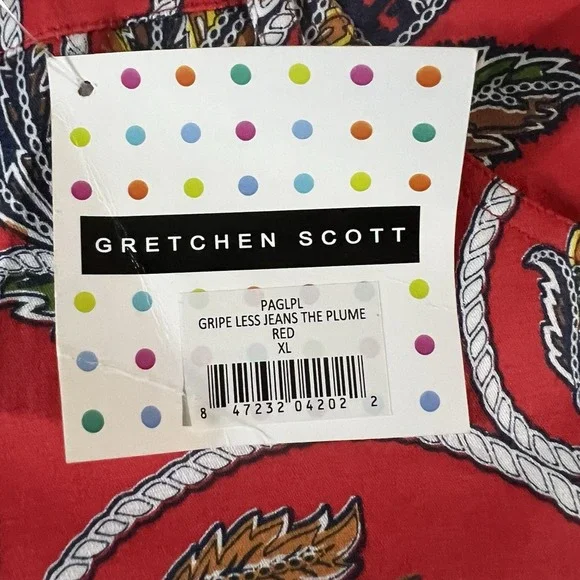 GRETCHEN SCOTT
PAGLPL
GRIPE LESS JEANS THE PLUME
RED
XL
8 47232 04202 2